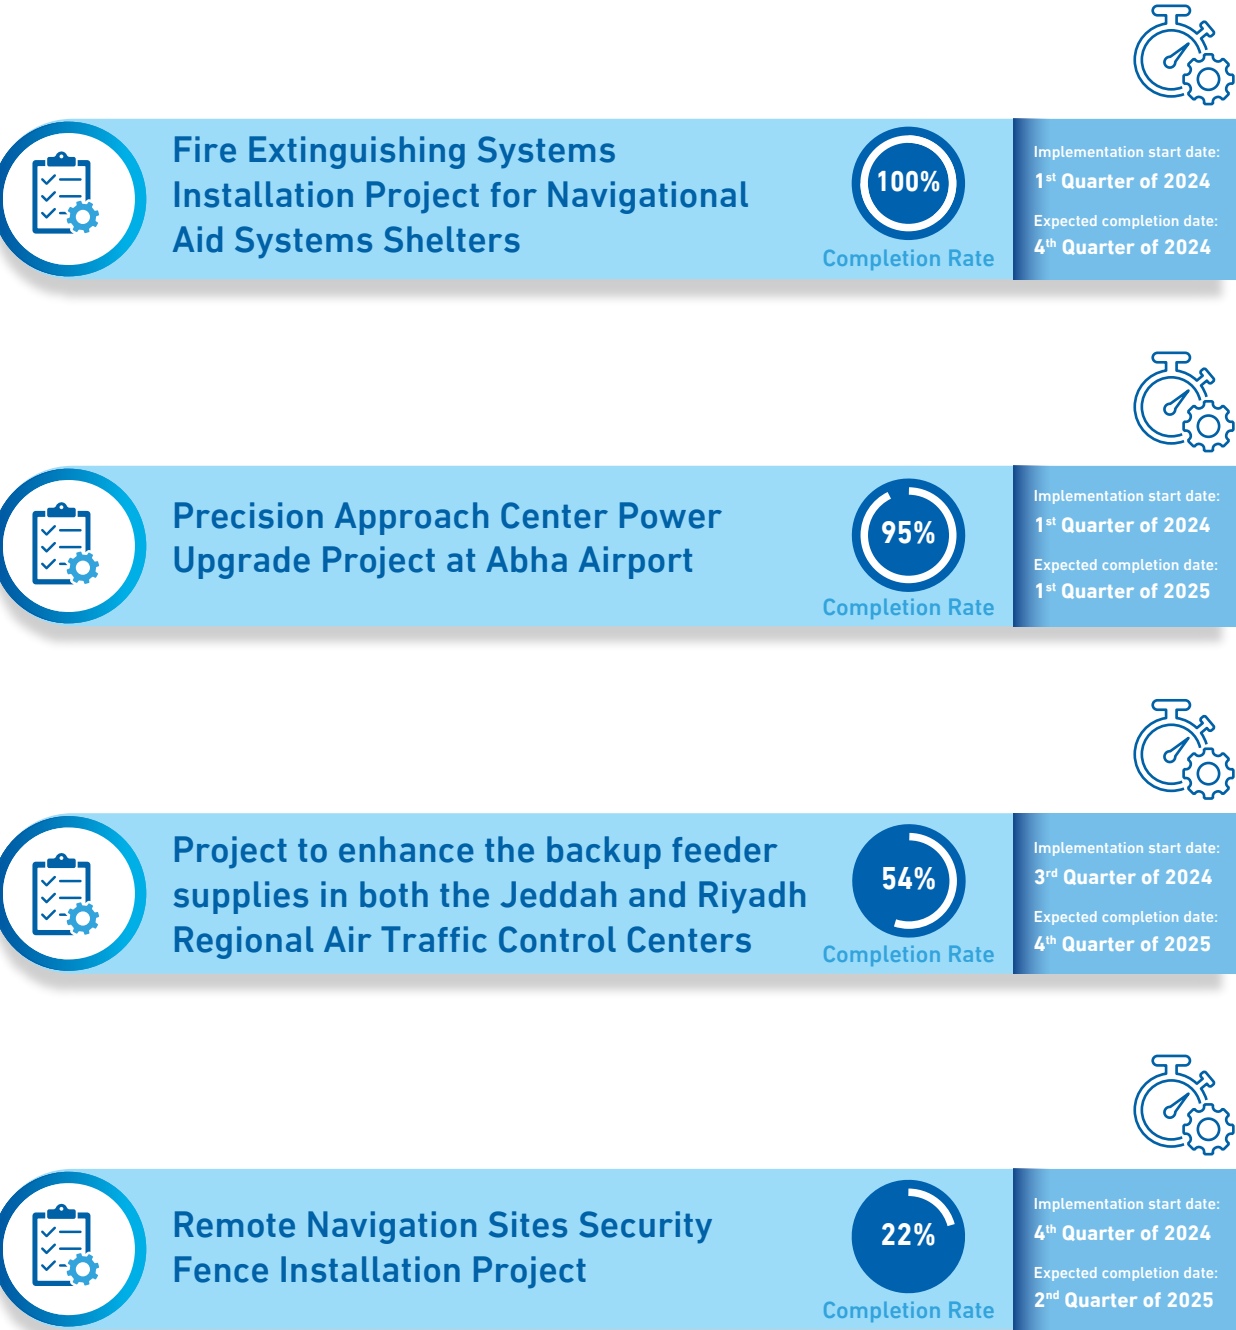 Fire Extinguishing Systems
Installation Project for Navigational
Aid Systems Shelters
100%
Completion Rate
Implementation start date:
1st Quarter of 2024
Expected completion date:
4th Quarter of 2024
Precision Approach Center Power
Upgrade Project at Abha Airport
95%
Completion Rate
Implementation start date:
1st Quarter of 2024
Expected completion date:
1st Quarter of 2025
Project to enhance the backup feeder
supplies in both the Jeddah and Riyadh
Regional Air Traffic Control Centers
54%
Completion Rate
Implementation start date:
3rd Quarter of 2024
Expected completion date:
4th Quarter of 2025
Remote Navigation Sites Security
Fence Installation Project
22%
Completion Rate
Implementation start date:
4th Quarter of 2024
Expected completion date:
2nd Quarter of 2025